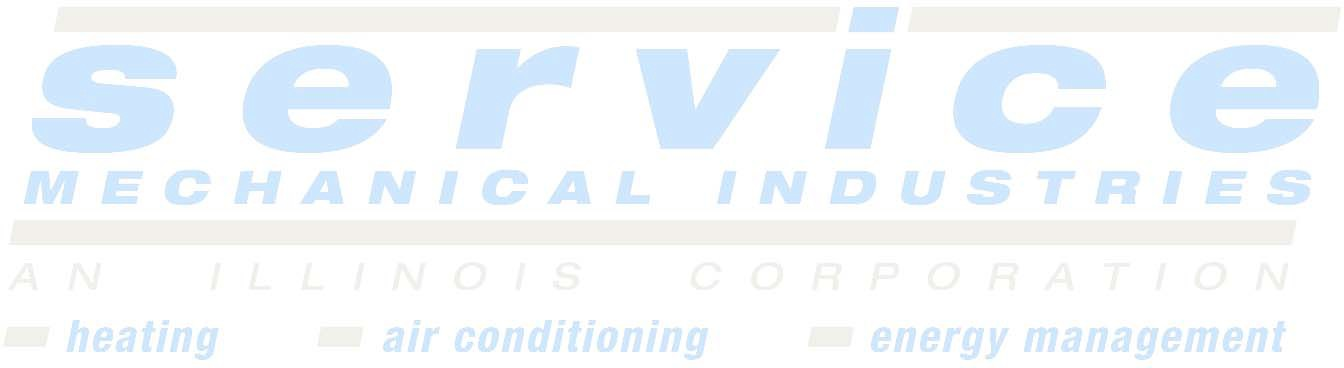 service
MECHANICAL INDUSTRIES
AN ILLINOIS CORPORATION
heating air conditioning energy management